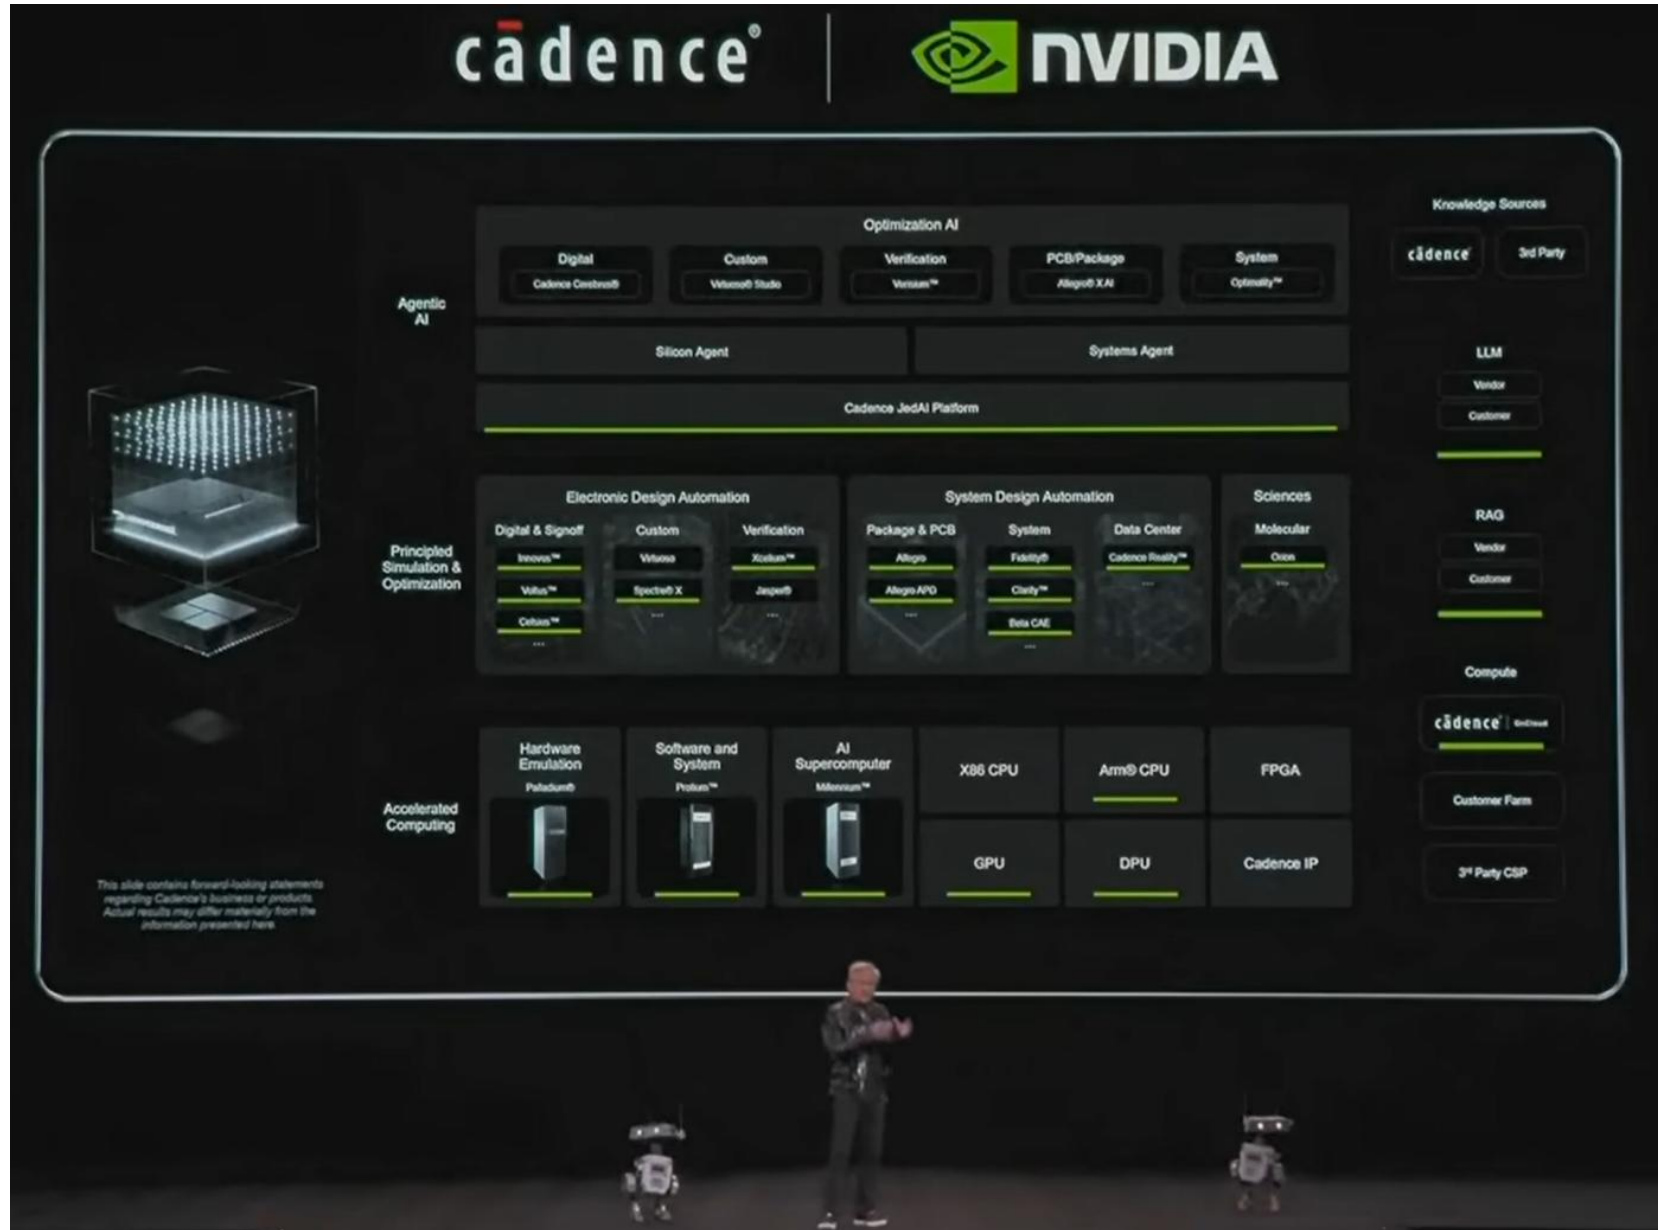 cādence®
NVIDIA
Agentic
AI
Optimization AI
Digital
Cadence Cerebrus®
Custom
Virtuoso® Studio
Verification
Verisium™
PCB/Package
Allegro® X AI
System
Optimality™
Silicon Agent
Systems Agent
Cadence JedAI Platform
Principled
Simulation &
Optimization
Electronic Design Automation
Digital & Signoff
Innovus™
Voltus™
Celsius™
...
Custom
Virtuoso
Spectre® X
...
Verification
Xcelium™
Jasper®
...
System Design Automation
Package & PCB
Allegro
Allegro APD
...
System
Fidelity®
Clarity™
Beta CAE
...
Data Center
Cadence Reality™
...
Sciences
Molecular
Orion
...
Accelerated
Computing
Hardware
Emulation
Palladium®
Software and
System
Protium™
AI
Supercomputer
Millennium™
X86 CPU
Arm® CPU
FPGA
GPU
DPU
Cadence IP
Knowledge Sources
cādence
3rd Party
LLM
Vendor
Customer
RAG
Vendor
Customer
Compute
cādence | OnCloud
Customer Farm
3rd Party CSP
This slide contains forward-looking statements
regarding Cadence's business or products.
Actual results may differ materially from the
information presented here.